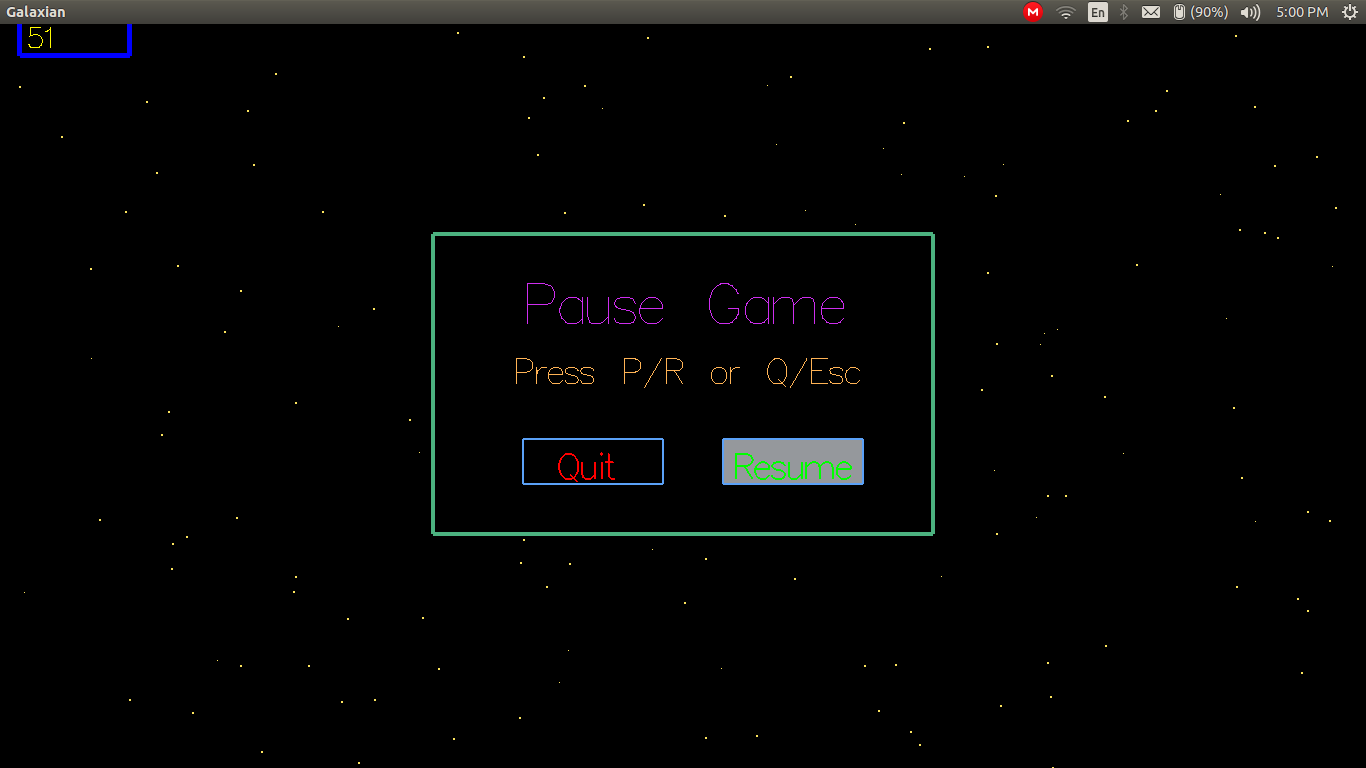 Galaxian M En (90%) 5:00 PM
51
Pause Game
Press P/R or Q/Esc
Quit Resume